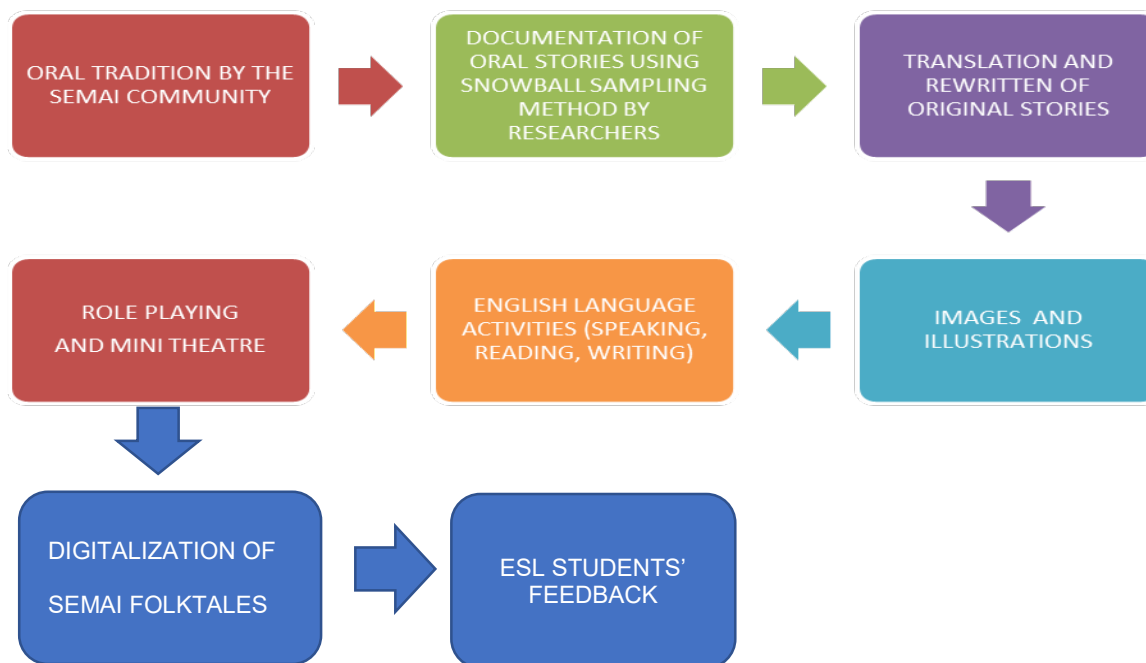 ORAL TRADITION BY THE
SEMAI COMMUNITY
DOCUMENTATION OF
ORAL STORIES USING
SNOWBALL SAMPLING
METHOD BY
RESEARCHERS
TRANSLATION AND
REWRITTEN OF
ORIGINAL STORIES
IMAGES AND
ILLUSTRATIONS
ENGLISH LANGUAGE
ACTIVITIES (SPEAKING,
READING, WRITING)
ROLE PLAYING
AND MINI THEATRE
DIGITALIZATION OF
SEMAI FOLKTALES
ESL STUDENTS’
FEEDBACK